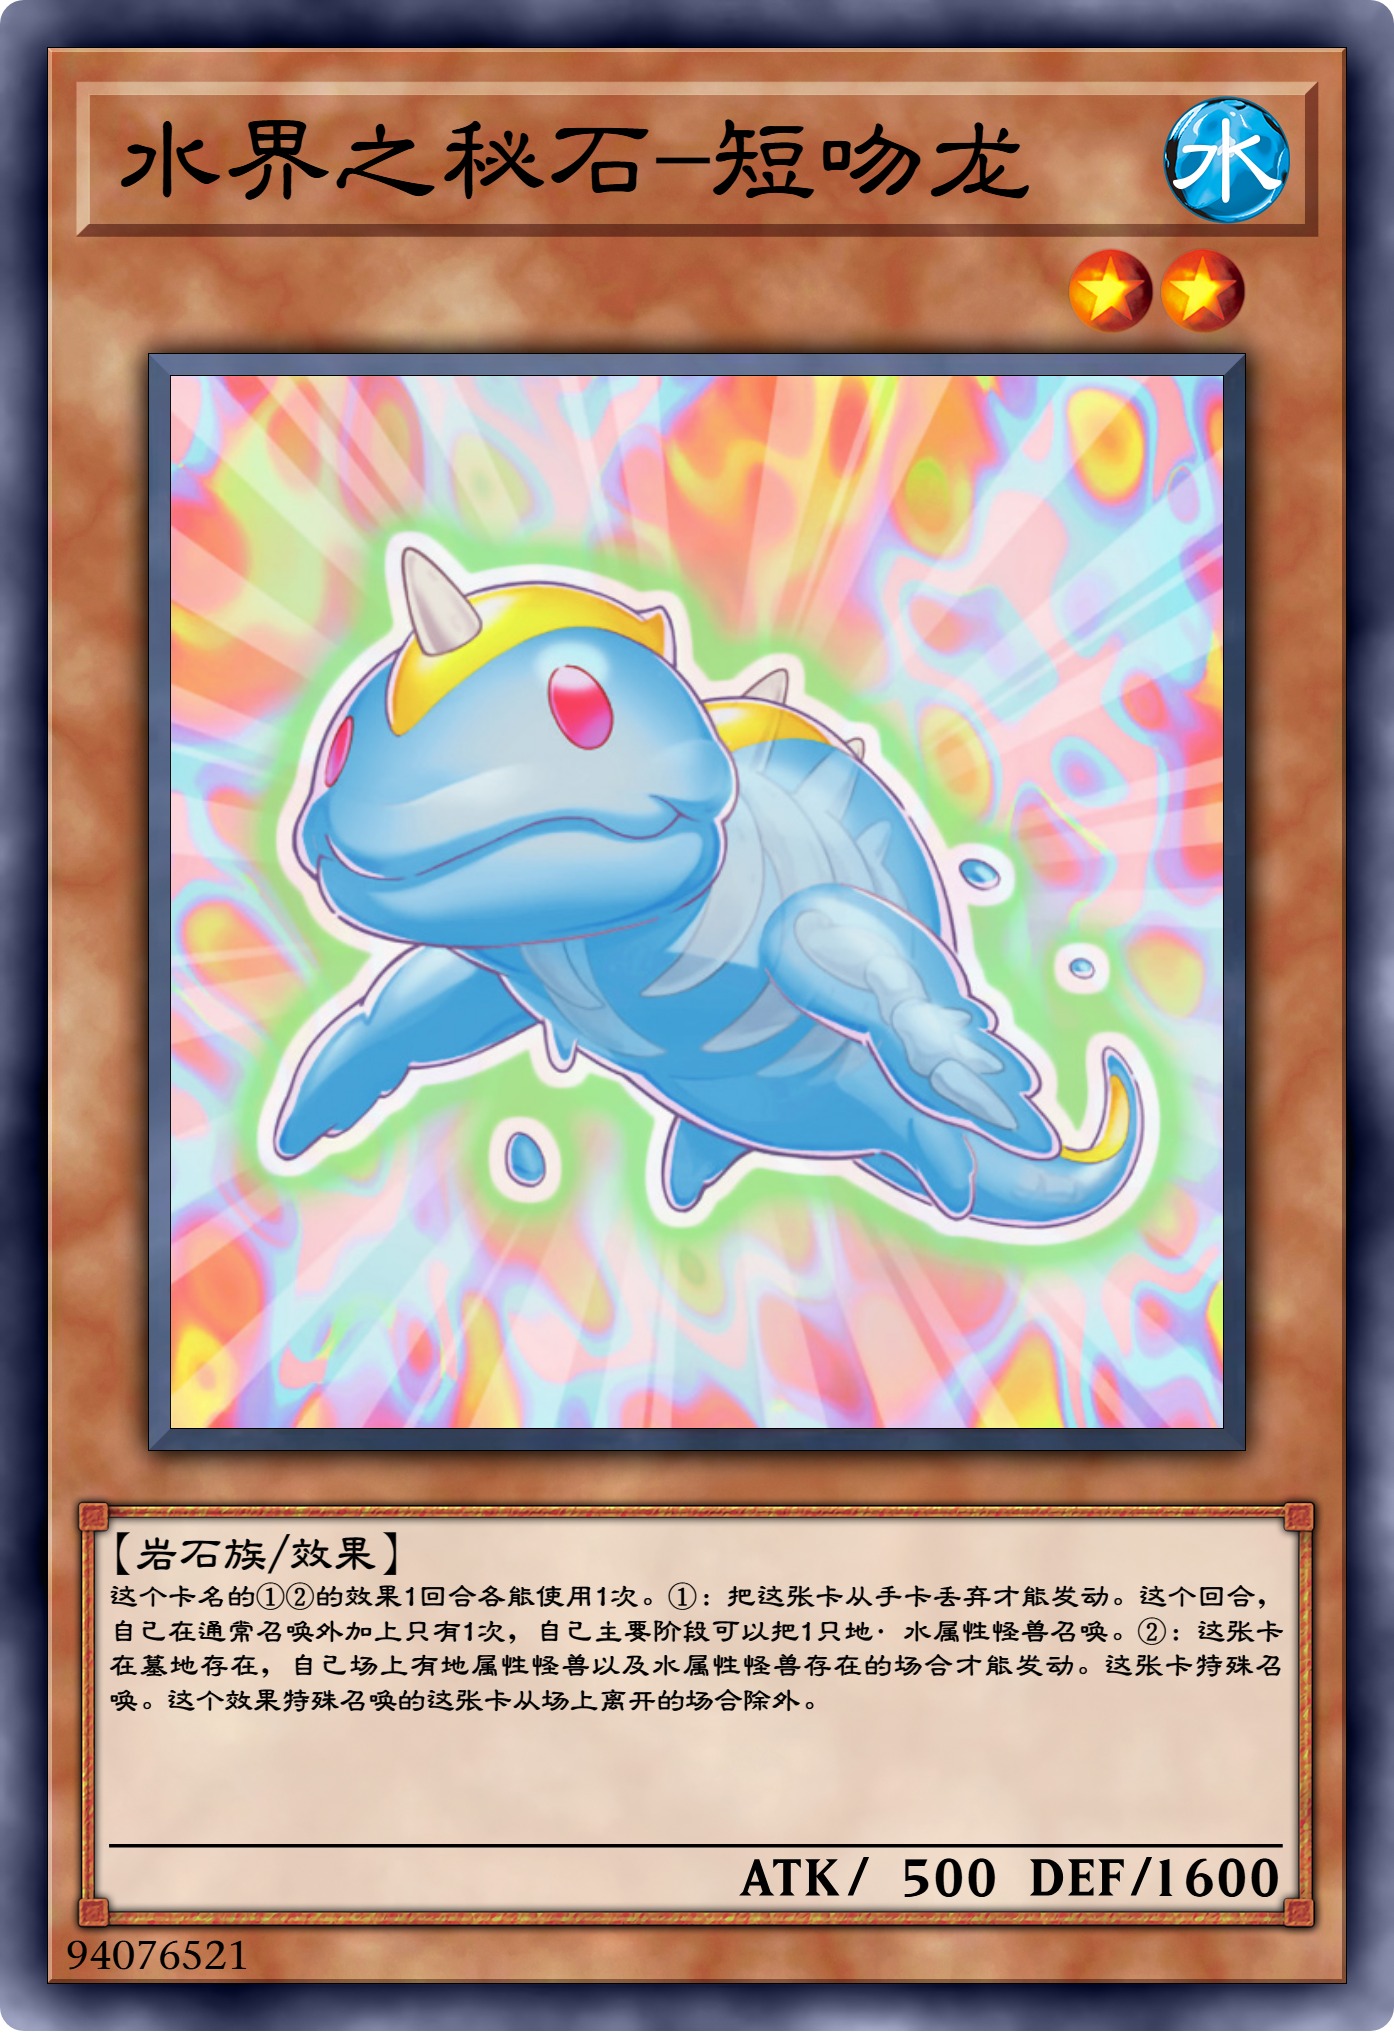 水界之秘石-短吻龙
水
【岩石族/效果】
这个卡名的①②的效果1回合各能使用1次。①：把这张卡从手卡丢弃才能发动。这个回合，
自己在通常召唤外加上只有1次，自己主要阶段可以把1只地·水属性怪兽召唤。②：这张卡
在墓地存在，自己场上有地属性怪兽以及水属性怪兽存在的场合才能发动。这张卡特殊召
唤。这个效果特殊召唤的这张卡从场上离开的场合除外。
ATK/ 500 DEF/1600
94076521